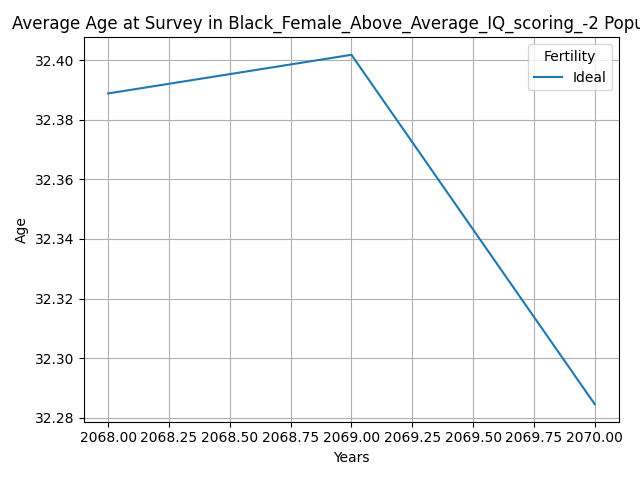 Average Age at Survey in Black_Female_Above_Average_IQ_scoring_-2 Popu
Fertility
Ideal
32.40
32.38
32.36
32.34
32.32
32.30
32.28
Age
2068.00 2068.25 2068.50 2068.75 2069.00 2069.25 2069.50 2069.75 2070.00
Years